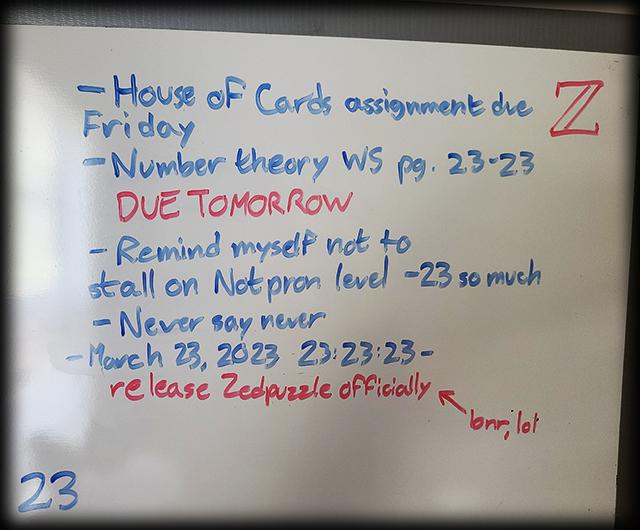 - House of Cards assignment due
Friday
Z
- Number theory WS pg. 23-23
DUE TOMORROW
- Remind myself not to
stall on Notpron level -23 so much
- Never say never
- March 23, 2023 23:23:23-
release Zedpuzzle officially
bnr, lot
23